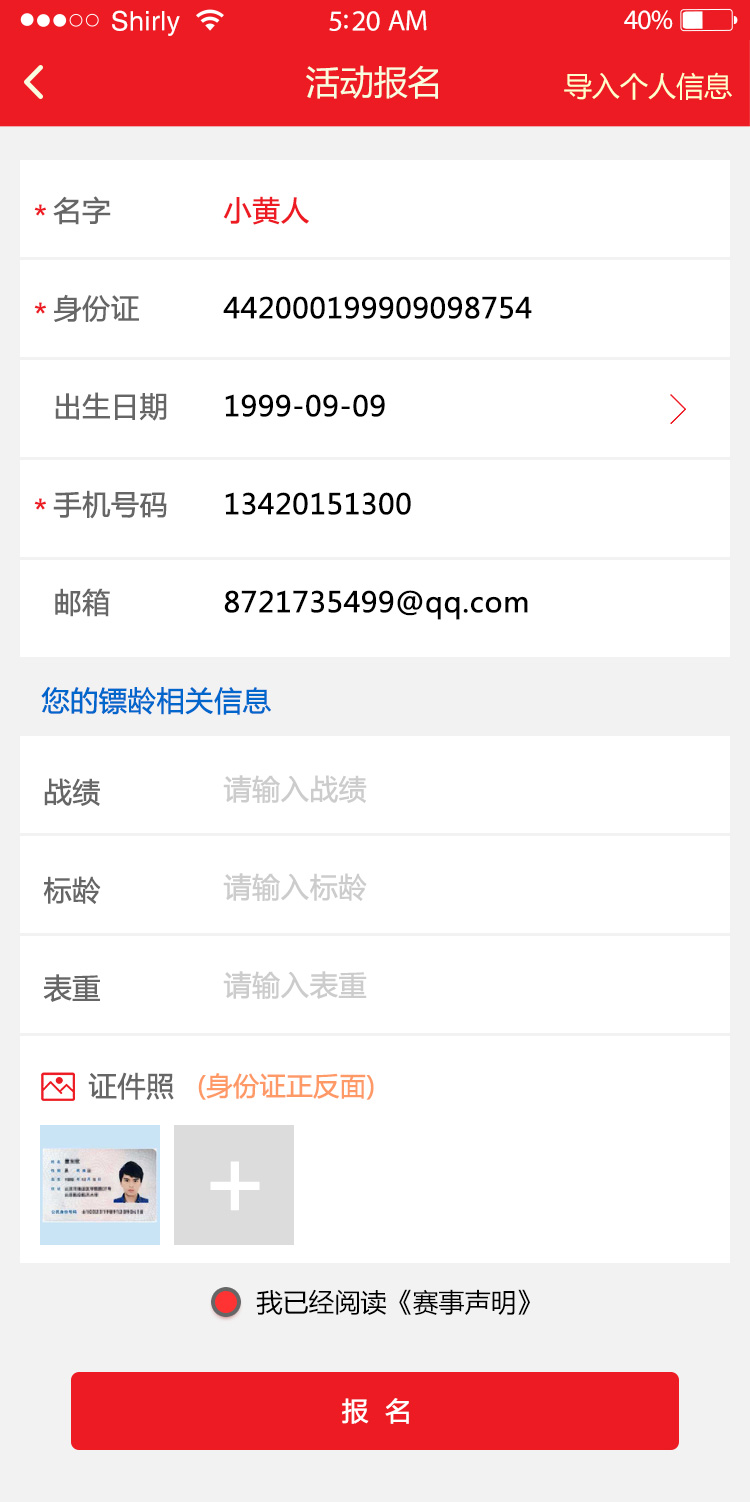 Shirly 5:20 AM 40%
活动报名 导入个人信息
* 名字 小黄人
* 身份证 442000199909098754
出生日期 1999-09-09
* 手机号码 13420151300
邮箱 8721735499@qq.com
您的镖龄相关信息
战绩 请输入战绩
标龄 请输入标龄
表重 请输入表重
证件照 (身份证正反面)
我已经阅读《赛事声明》
报 名